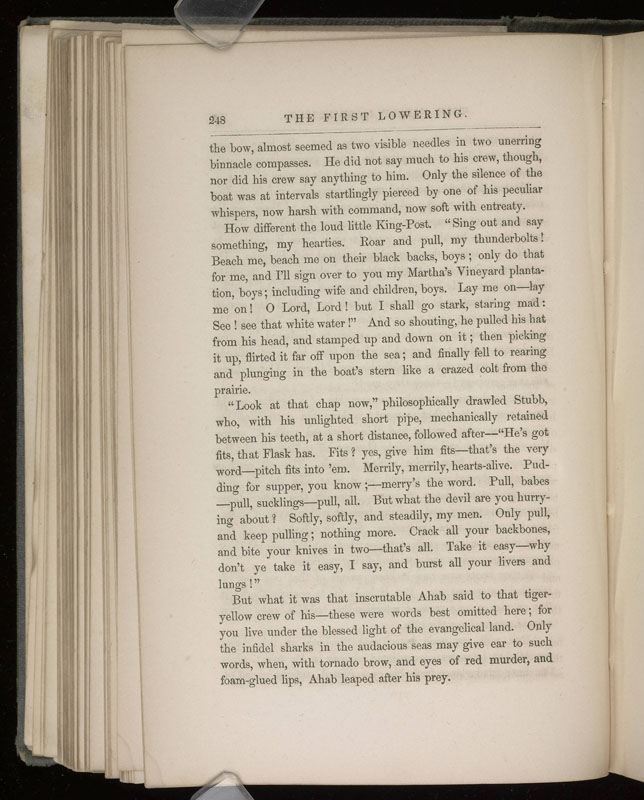 248 THE FIRST LOWERING.
the bow, almost seemed as two visible needles in two unerring
binnacle compasses. He did not say much to his crew, though,
nor did his crew say anything to him. Only the silence of the
boat was at intervals startlingly pierced by one of his peculiar
whispers, now harsh with command, now soft with entreaty.
How different the loud little King-Post. “Sing out and say
something, my hearties. Roar and pull, my thunderbolts!
Beach me, beach me on their black backs, boys; only do that
for me, and I’ll sign over to you my Martha’s Vineyard planta-
tion, boys; including wife and children, boys. Lay me on—lay
me on! O Lord, Lord! but I shall go stark, staring mad:
See! see that white water!” And so shouting, he pulled his hat
from his head, and stamped up and down on it; then picking
it up, flirted it far off upon the sea; and finally fell to rearing
and plunging in the boat’s stern like a crazed colt from the
prairie.
“Look at that chap now,” philosophically drawled Stubb,
who, with his unlighted short pipe, mechanically retained
between his teeth, at a short distance, followed after—“He’s got
fits, that Flask has. Fits? yes, give him fits—that’s the very
word—pitch fits into ’em. Merrily, merrily, hearts-alive. Pud-
ding for supper, you know;—merry’s the word. Pull, babes
—pull, sucklings—pull, all. But what the devil are you hurry-
ing about? Softly, softly, and steadily, my men. Only pull,
and keep pulling; nothing more. Crack all your backbones,
and bite your knives in two—that’s all. Take it easy—why
don’t ye take it easy, I say, and burst all your livers and
lungs!”
But what it was that inscrutable Ahab said to that tiger-
yellow crew of his—these were words best omitted here; for
you live under the blessed light of the evangelical land. Only
the infidel sharks in the audacious seas may give ear to such
words, when, with tornado brow, and eyes of red murder, and
foam-glued lips, Ahab leaped after his prey.